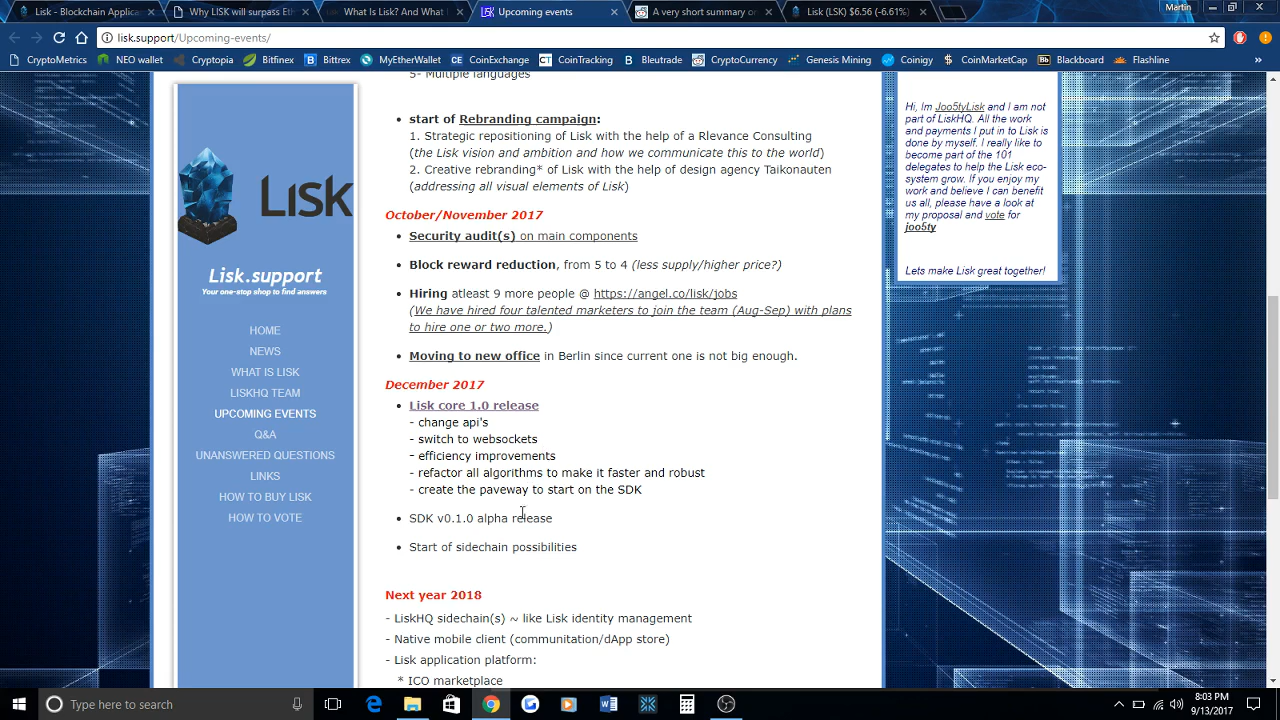 Lisk - Blockchain Applic
Why LISK will surpass Eth
What Is Lisk? And What I
Upcoming events
A very short summary on
Lisk (LSK) $6.56 (-6.61%)
Martin
lisk.support/Upcoming-events/
CryptoMetrics
NEO wallet
Cryptopia
Bitfinex
Bittrex
MyEtherWallet
CoinExchange
CoinTracking
Bleutrade
CryptoCurrency
Genesis Mining
Coinigy
CoinMarketCap
Blackboard
Flashline
5- Multiple languages
• start of Rebranding campaign:
1. Strategic repositioning of Lisk with the help of a Rlevance Consulting
(the Lisk vision and ambition and how we communicate this to the world)
2. Creative rebranding* of Lisk with the help of design agency Taikonauten
(addressing all visual elements of Lisk)
October/November 2017
• Security audit(s) on main components
• Block reward reduction, from 5 to 4 (less supply/higher price?)
• Hiring atleast 9 more people @ https://angel.co/lisk/jobs
(We have hired four talented marketers to join the team (Aug-Sep) with plans
to hire one or two more.)
• Moving to new office in Berlin since current one is not big enough.
December 2017
• Lisk core 1.0 release
- change api's
- switch to websockets
- efficiency improvements
- refactor all algorithms to make it faster and robust
- create the paveway to start on the SDK
• SDK v0.1.0 alpha release
• Start of sidechain possibilities
Next year 2018
- LiskHQ sidechain(s) ~ like Lisk identity management
- Native mobile client (communitation/dApp store)
- Lisk application platform:
* ICO marketplace
LISK
Lisk.support
Your one-stop shop to find answers
HOME
NEWS
WHAT IS LISK
LISKHQ TEAM
UPCOMING EVENTS
Q&A
UNANSWERED QUESTIONS
LINKS
HOW TO BUY LISK
HOW TO VOTE
Hi, Im Joo5tyLisk and I am not
part of LiskHQ. All the work
and payments I put in to Lisk is
done by myself. I really like to
become part of the 101
delegates to help the Lisk eco-
system grow. If you enjoy my
work and believe I can benefit
us all, please have a look at
my proposal and vote for
joo5ty
Lets make Lisk great together!
Type here to search
8:03 PM
9/13/2017